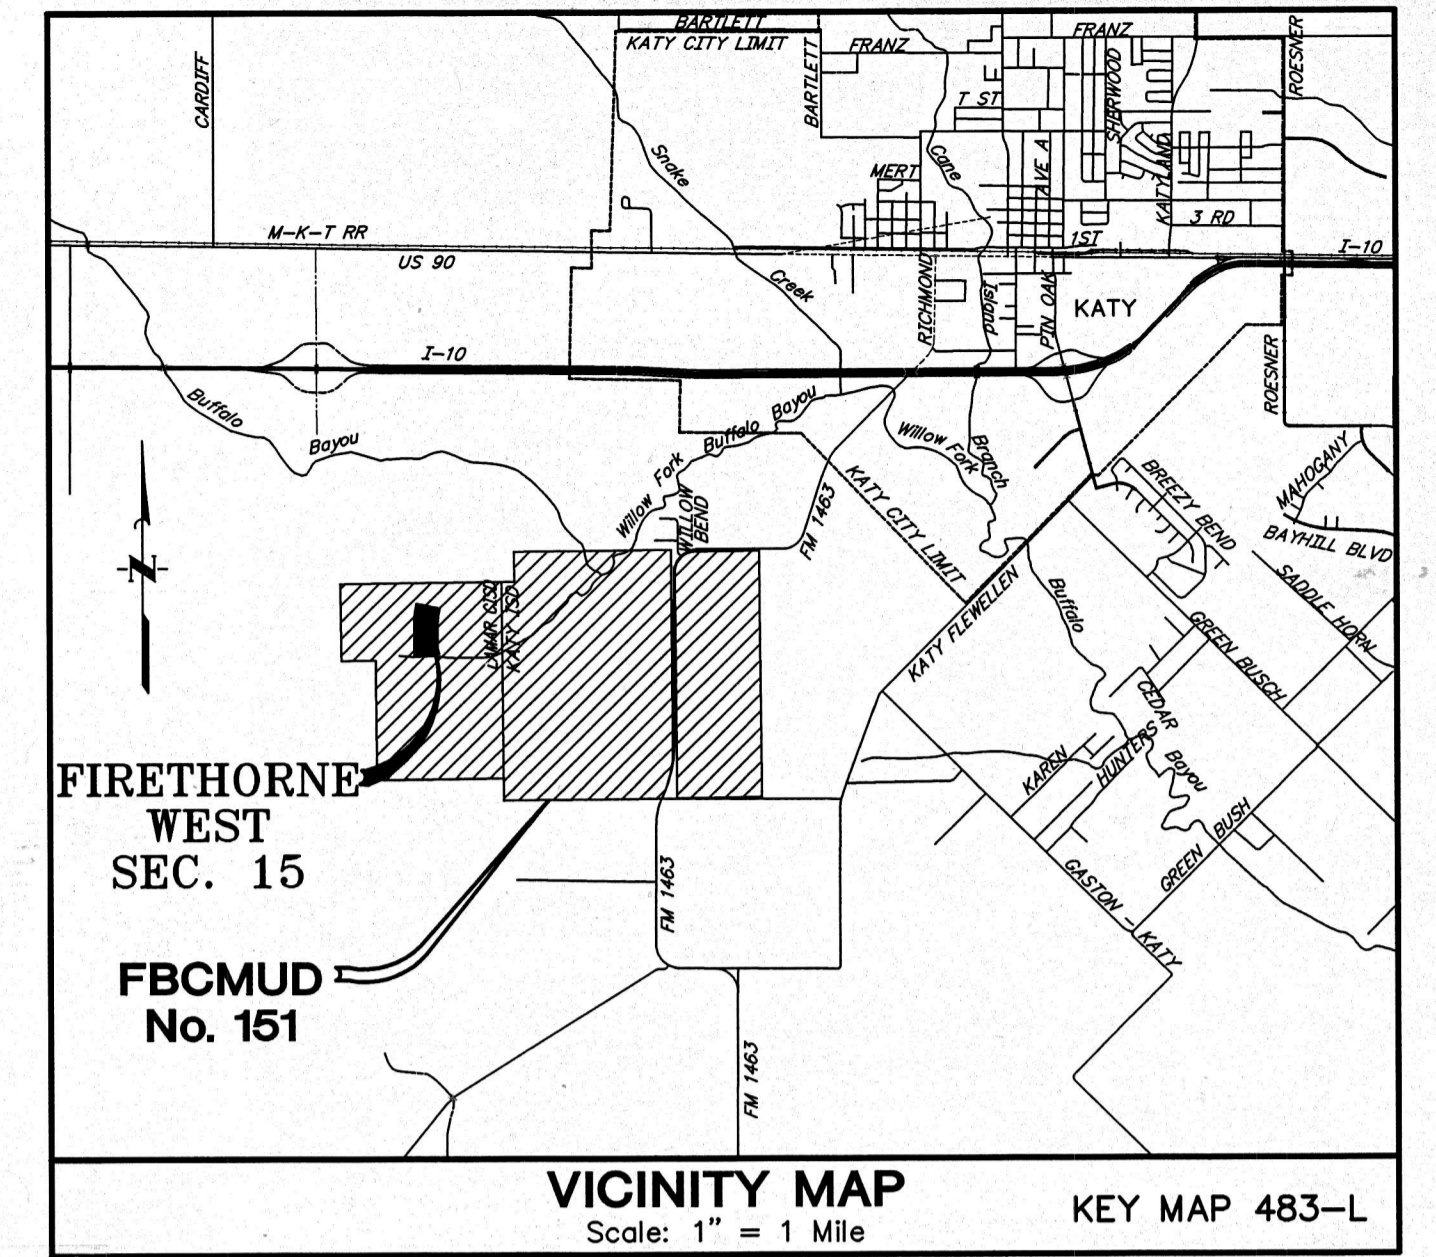 BARTLETT
KATY CITY LIMIT
FRANZ
FRANZ
ROESNER
CARDIFF
BARTLETT
T ST
SHERWOOD
Snake
Cane
AVE A
MERT
KATYLAND
3 RD
M-K-T RR
1ST
I-10
US 90
Creek
RICHMOND
Island
PIN OAK
KATY
I-10
ROESNER
Buffalo
Bayou
Willow Fork Buffalo Bayou
Willow Fork
Branch
WILLOW
BEND
FM 1463
KATY CITY LIMIT
BREEZY BEND
MAHOGANY
BAYHILL BLVD
SADDLE HORN
N
LAMAR CISD
KATY ISD
KATY FLEWELLEN
Buffalo
GREEN BUSCH
CEDAR
Bayou
KAREN
HUNTERS
FIRETHORNE
WEST
SEC. 15
GREEN BUSH
FM 1463
GASTON - KATY
FBCMUD
No. 151
FM 1463
VICINITY MAP
Scale: 1" = 1 Mile
KEY MAP 483-L